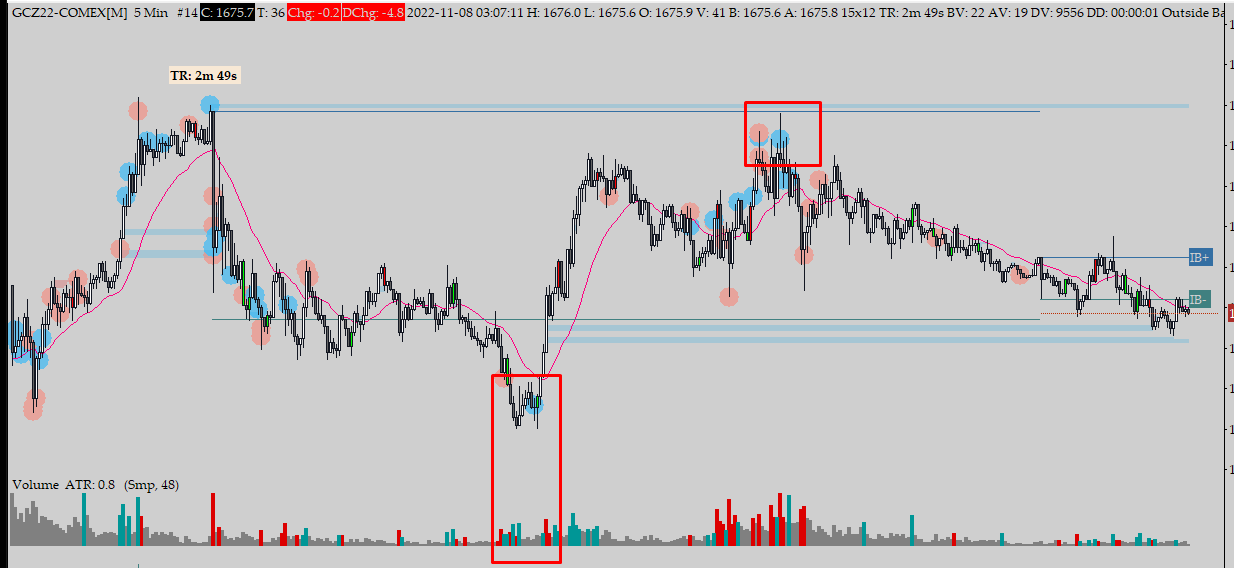 GCZ22-COMEX[M] 5 Min #14 C: 1675.7 T: 36 Chg: -0.2 DChg: -4.8 2022-11-08 03:07:11 H: 1676.0 L: 1675.6 O: 1675.9 V: 41 B: 1675.6 A: 1675.8 15x12 TR: 2m 49s BV: 22 AV: 19 DV: 9556 DD: 00:00:01 Outside Ba
TR: 2m 49s
IB+
IB-
Volume ATR: 0.8 (Smp, 48)